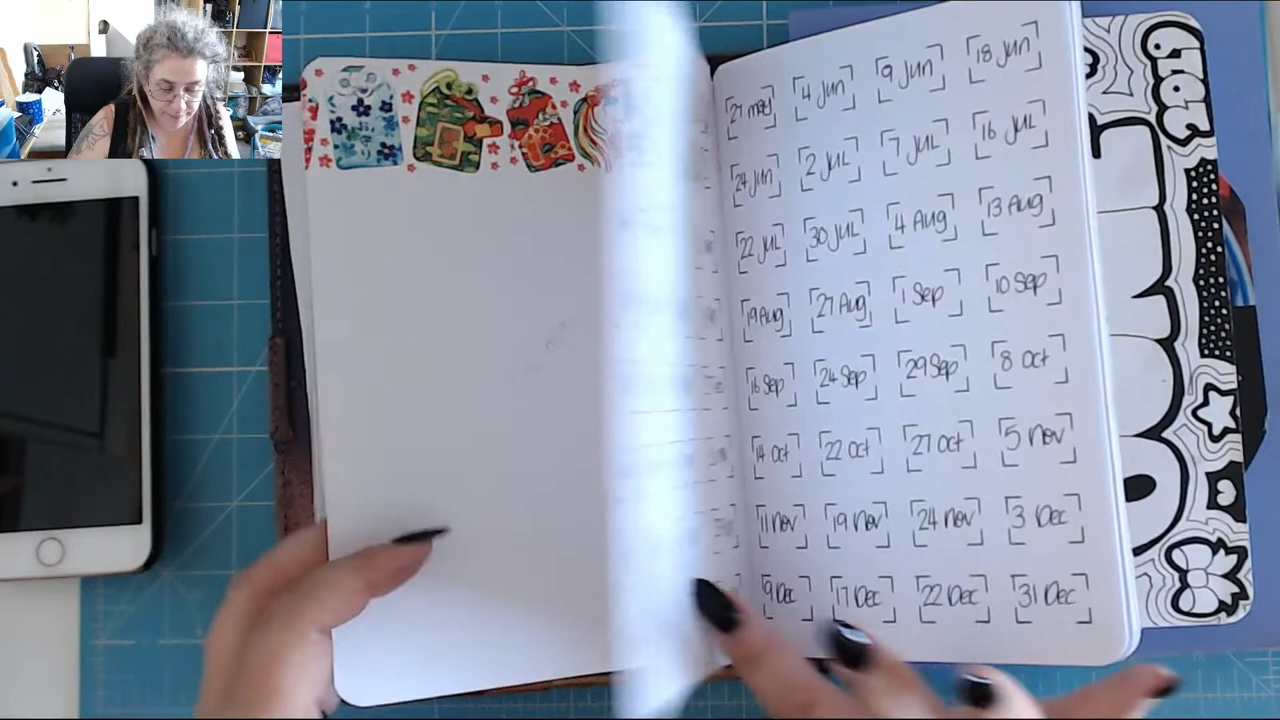 27 may 4 Jun 9 Jun 18 Jun
24 Jun 2 JUL 7 JUL 16 JUL
22 JUL 30 JUL 4 Aug 13 Aug
19 Aug 27 Aug 1 Sep 10 Sep
16 Sep 24 Sep 29 Sep 8 Oct
14 Oct 22 Oct 27 Oct 5 Nov
11 Nov 19 Nov 24 Nov 3 Dec
9 Dec 17 Dec 22 Dec 31 Dec